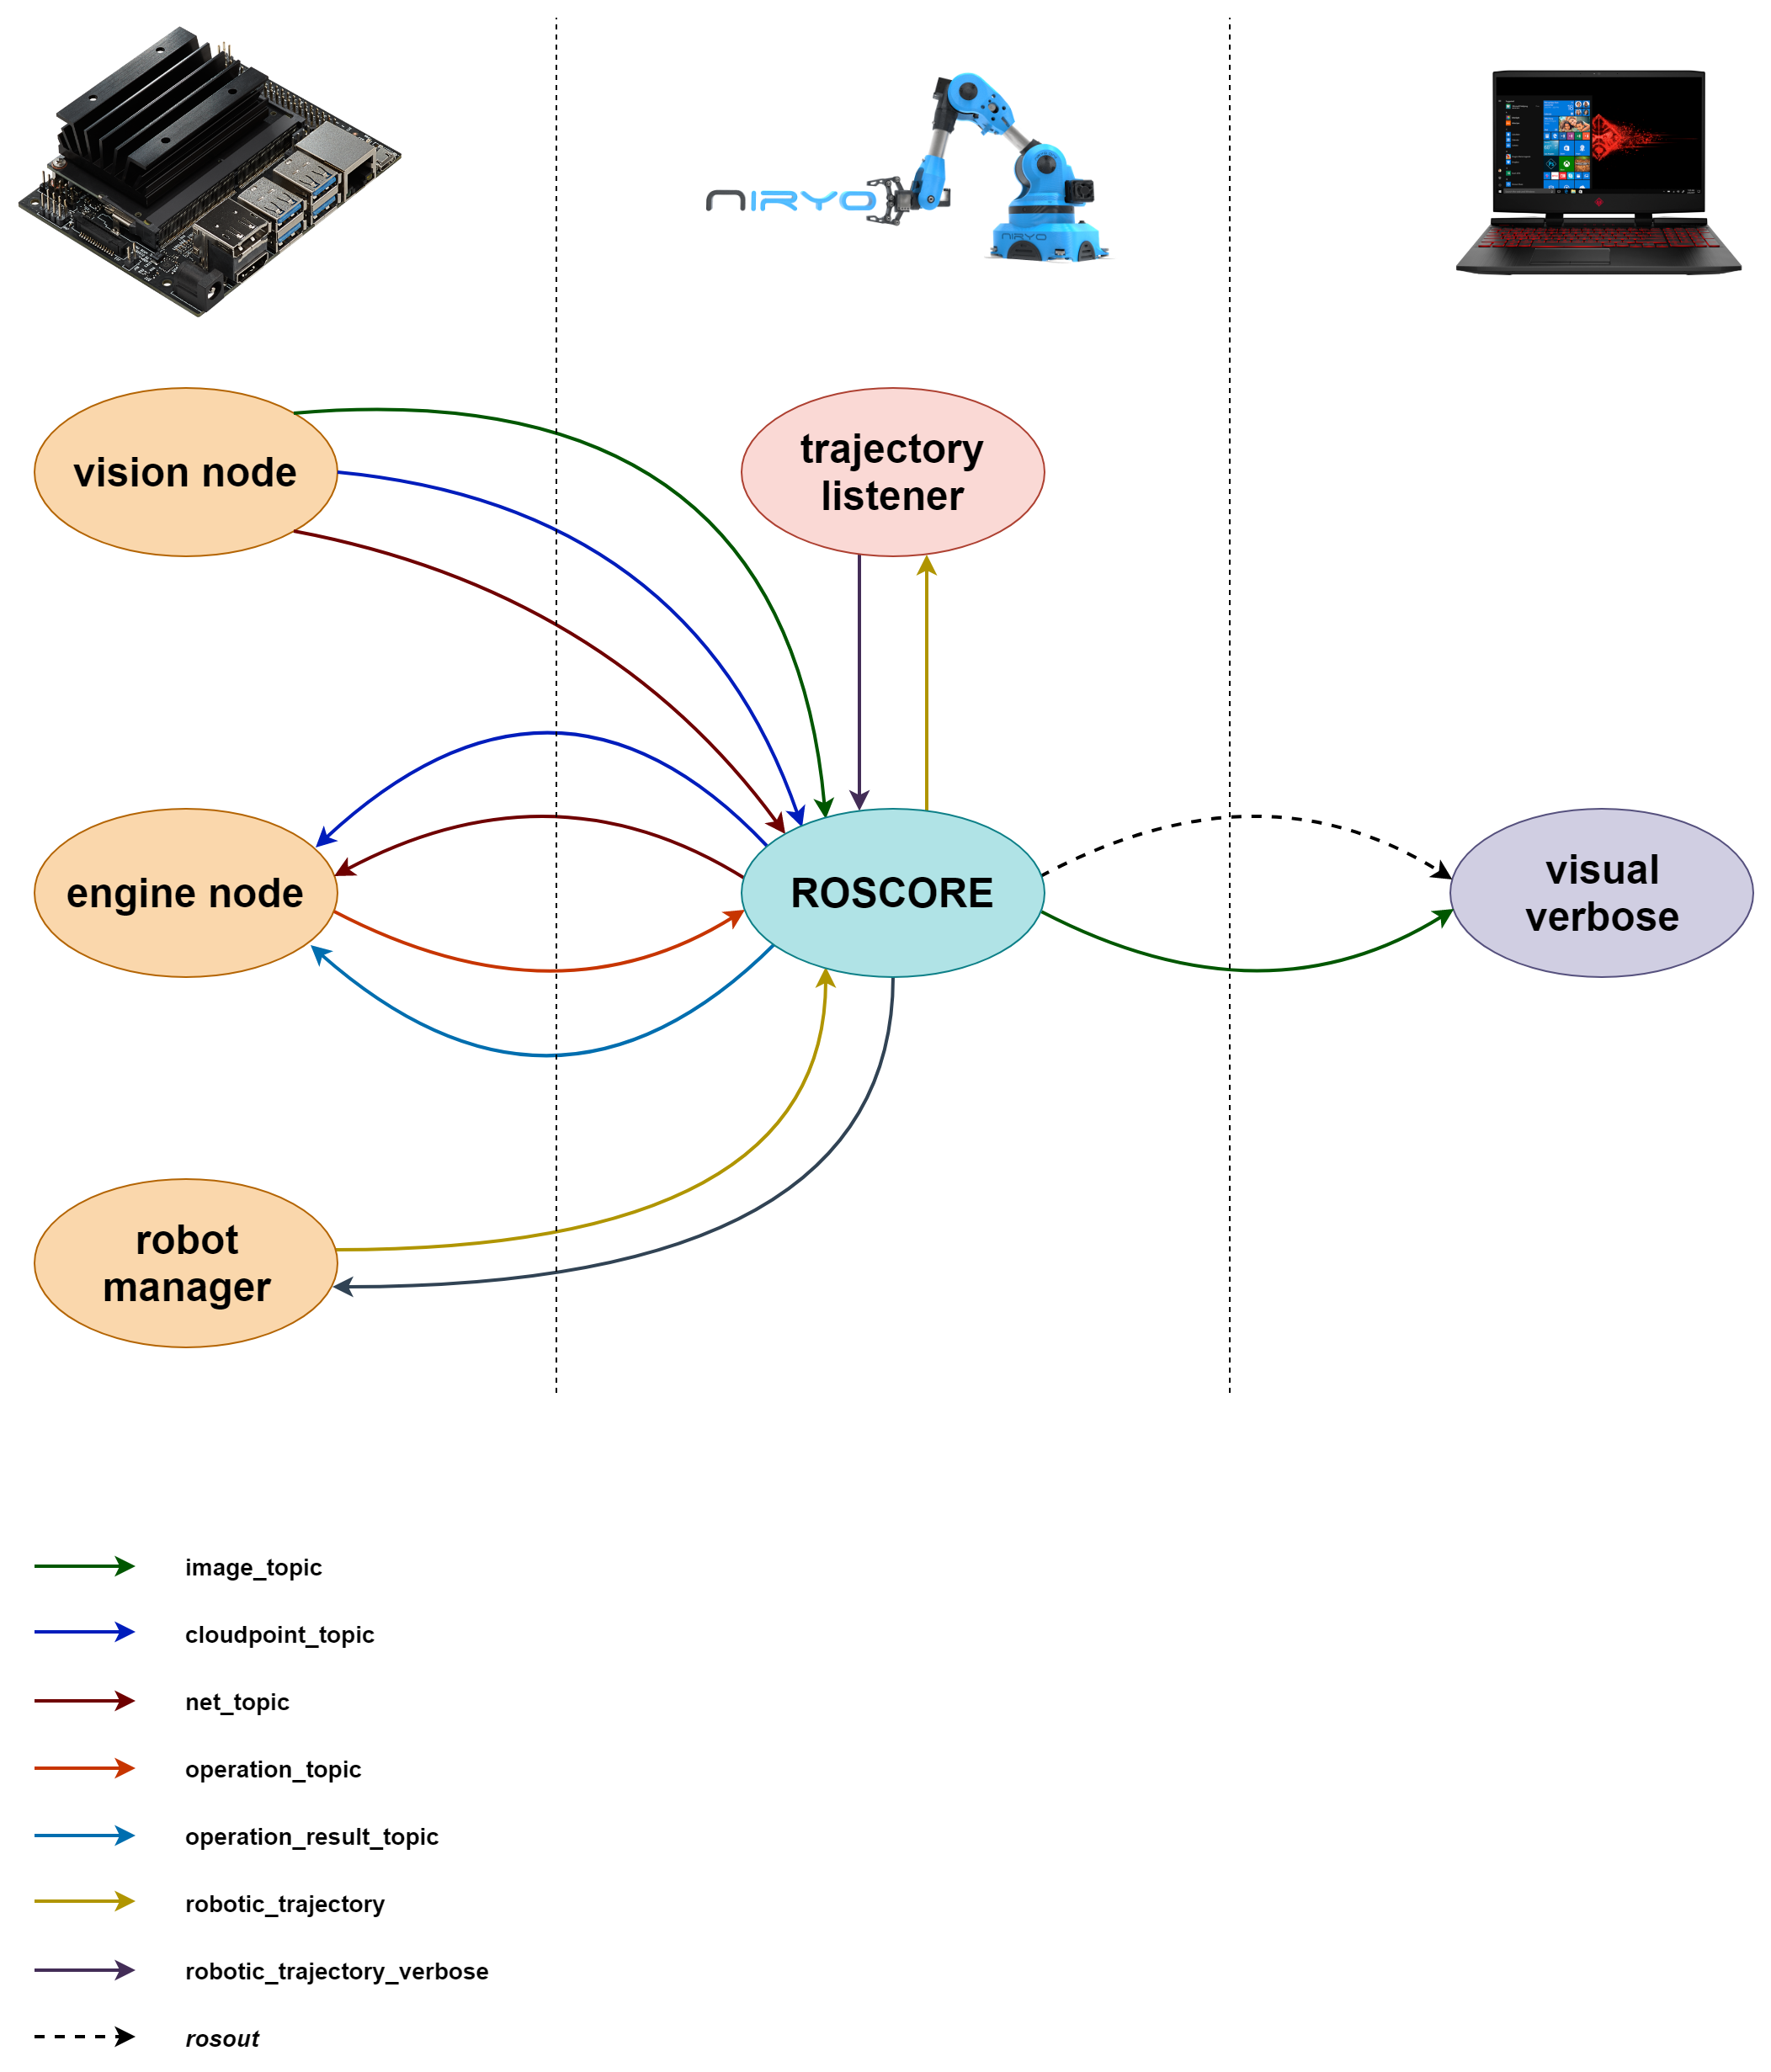 NIRYO
NIRYO
vision node
trajectory
listener
engine node
ROSCORE
visual
verbose
robot
manager
image_topic
cloudpoint_topic
net_topic
operation_topic
operation_result_topic
robotic_trajectory
robotic_trajectory_verbose
rosout